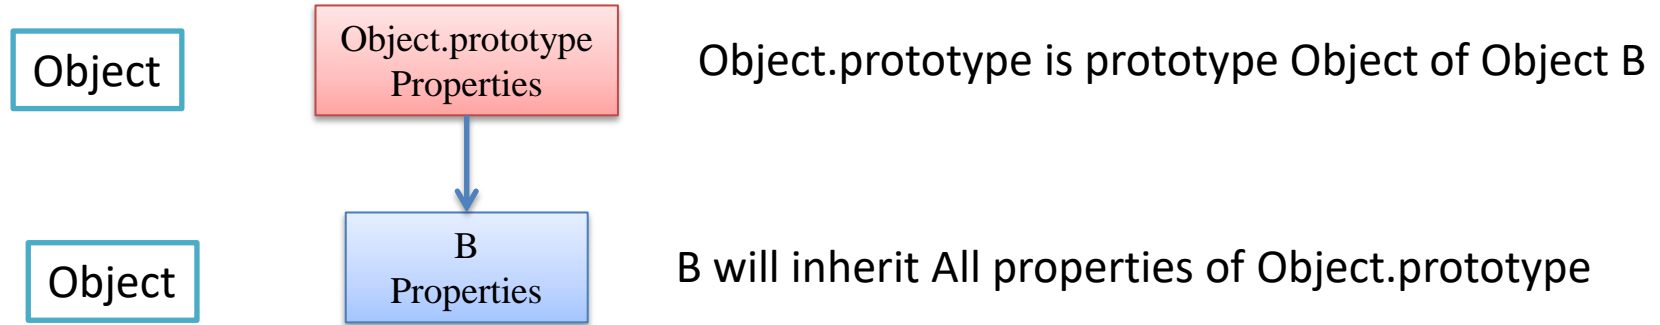 Object
Object.prototype
Properties
Object.prototype is prototype Object of Object B
Object
B
Properties
B will inherit All properties of Object.prototype